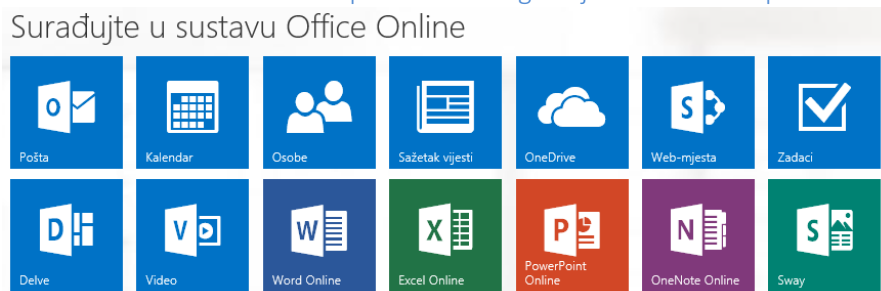 Surađujte u sustavu Office Online
Pošta
Kalendar
Osobe
Sažetak vijesti
OneDrive
Web-mjesta
Zadaci
Delve
Video
Word Online
Excel Online
PowerPoint
Online
OneNote Online
Sway